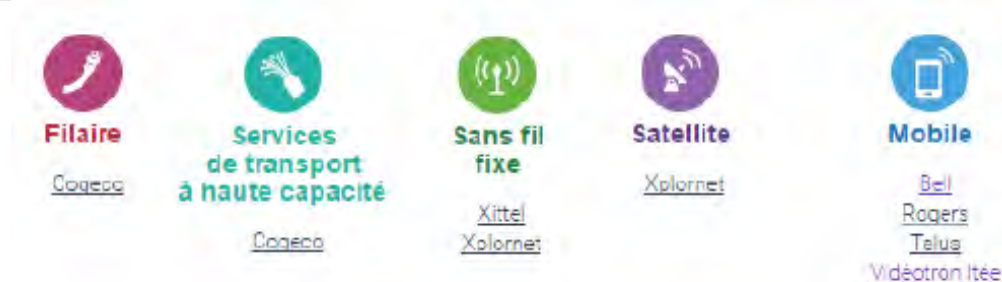 Filaire
Cogeco
Services
de transport
à haute capacité
Cogeco
Sans fil
fixe
Xittel
Xplornet
Satellite
Xplornet
Mobile
Bell
Rogers
Telus
Vidéotron ltée